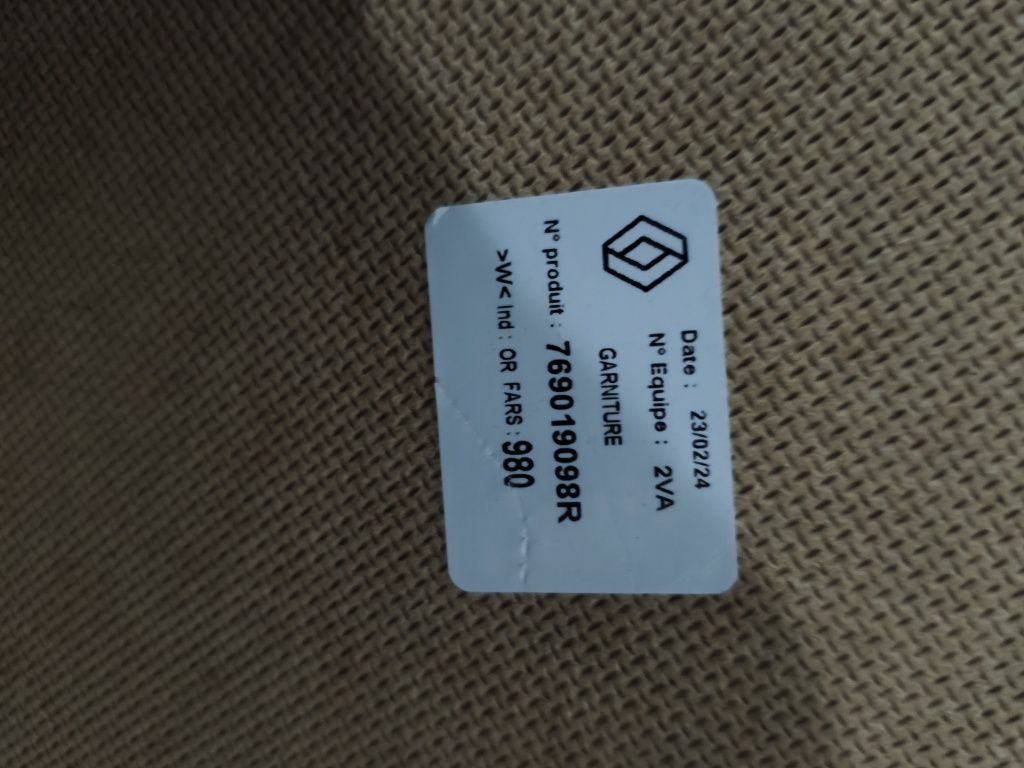 Date : 23/02/24
N° Equipe : 2VA
GARNITURE
N° produit : 769019098R
>W< Ind : OR FARS : 980